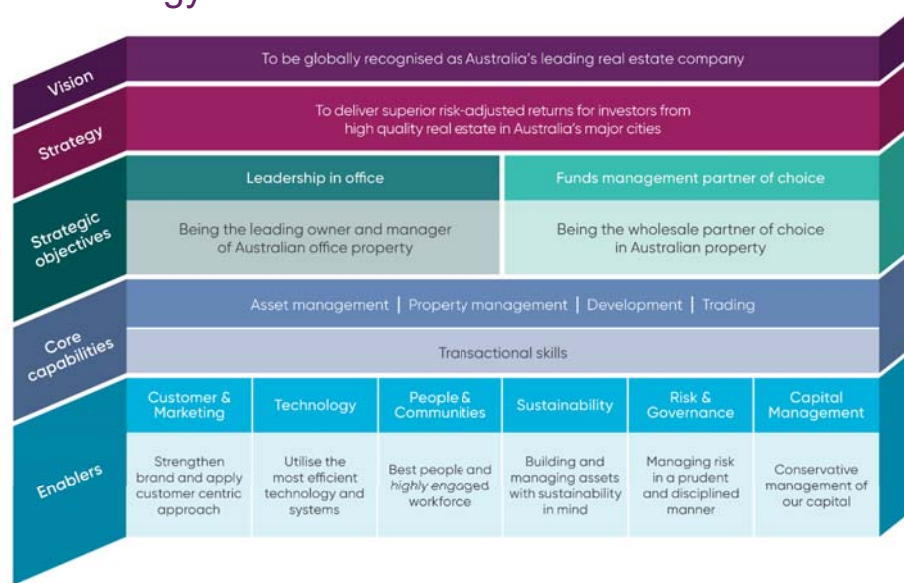 Vision
To be globally recognised as Australia's leading real estate company
Strategy
To deliver superior risk-adjusted returns for investors from
high quality real estate in Australia's major cities
Strategic
objectives
Leadership in office
Being the leading owner and manager
of Australian office property
Funds management partner of choice
Being the wholesale partner of choice
in Australian property
Core
capabilities
Asset management | Property management | Development | Trading
Transactional skills
Enablers
Customer &
Marketing
Strengthen
brand and apply
customer centric
approach
Technology
Utilise the
most efficient
technology and
systems
People &
Communities
Best people and
highly engaged
workforce
Sustainability
Building and
managing assets
with sustainability
in mind
Risk &
Governance
Managing risk
in a prudent
and disciplined
manner
Capital
Management
Conservative
management of
our capital